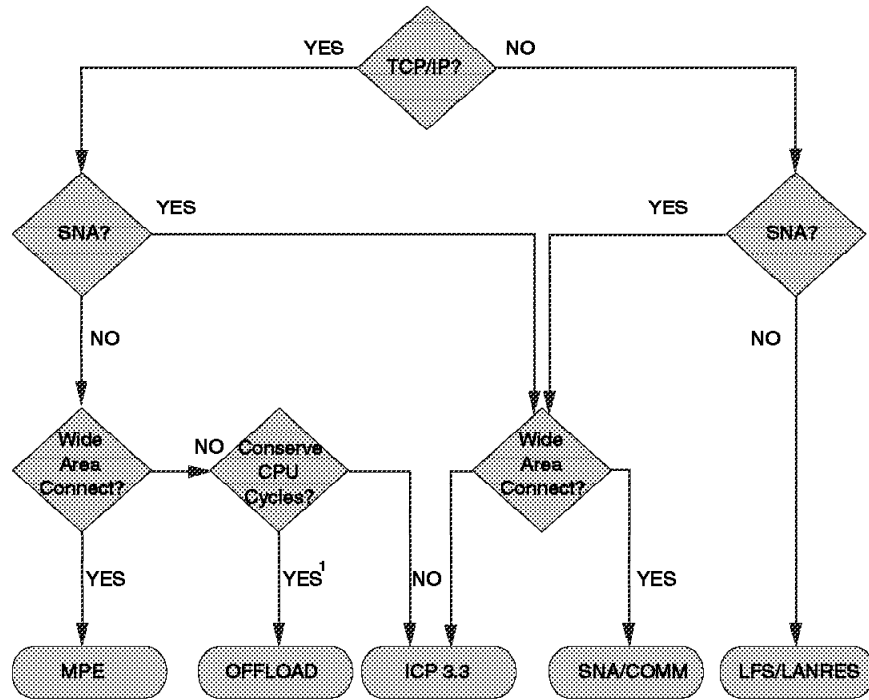 YES
NO
TCP/IP?
YES
YES
SNA?
SNA?
NO
NO
Wide
Area
Connect?
NO
Conserve
CPU
Cycles?
Wide
Area
Connect?
YES
YES¹
NO
YES
MPE
OFFLOAD
ICP 3.3
SNA/COMM
LFS/LANRES